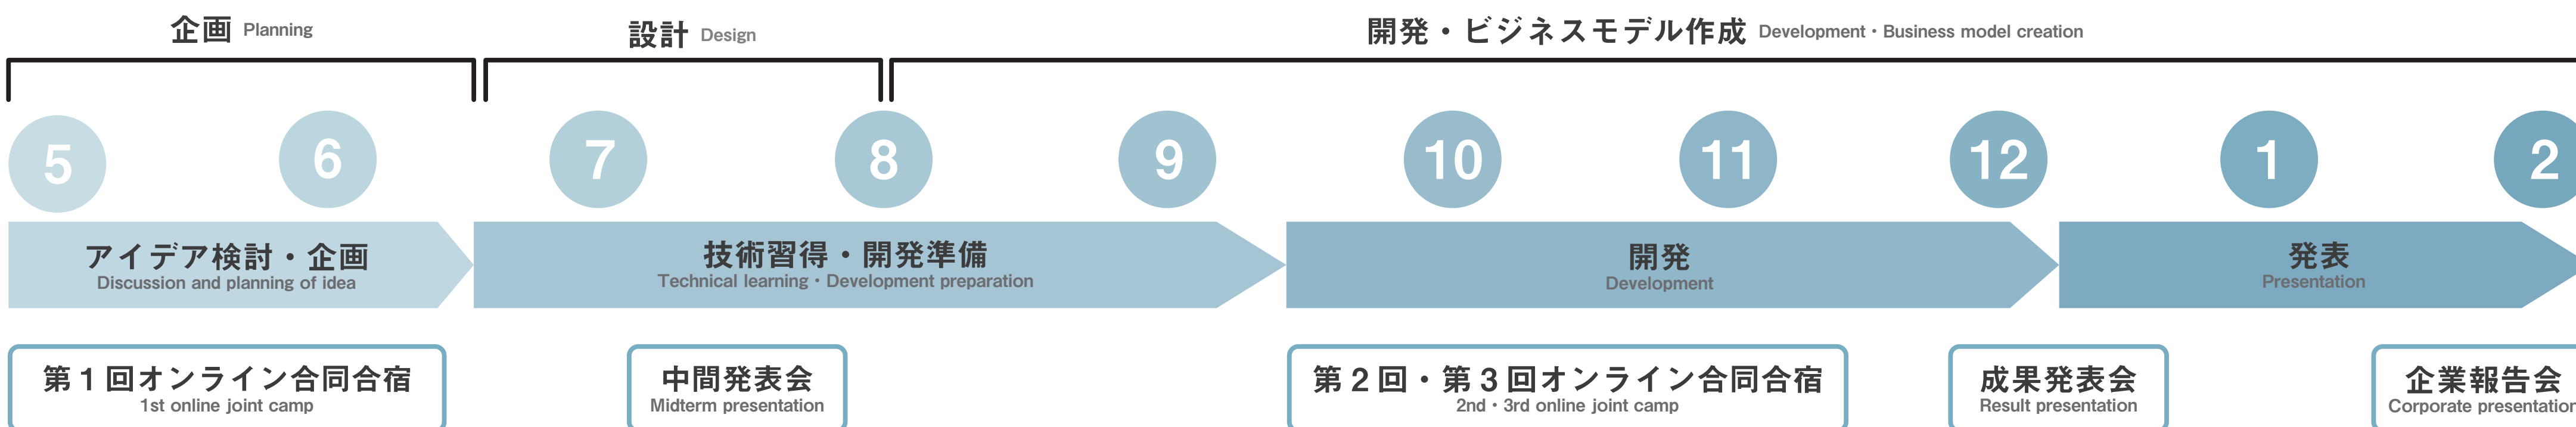 企画 Planning
設計 Design
開発・ビジネスモデル作成 Development・Business model creation
5
6
7
8
9
10
11
12
1
2
アイデア検討・企画
Discussion and planning of idea
技術習得・開発準備
Technical learning・Development preparation
開発
Development
発表
Presentation
第1回オンライン合同合宿
1st online joint camp
中間発表会
Midterm presentation
第2回・第3回オンライン合同合宿
2nd・3rd online joint camp
成果発表会
Result presentation
企業報告会
Corporate presentation